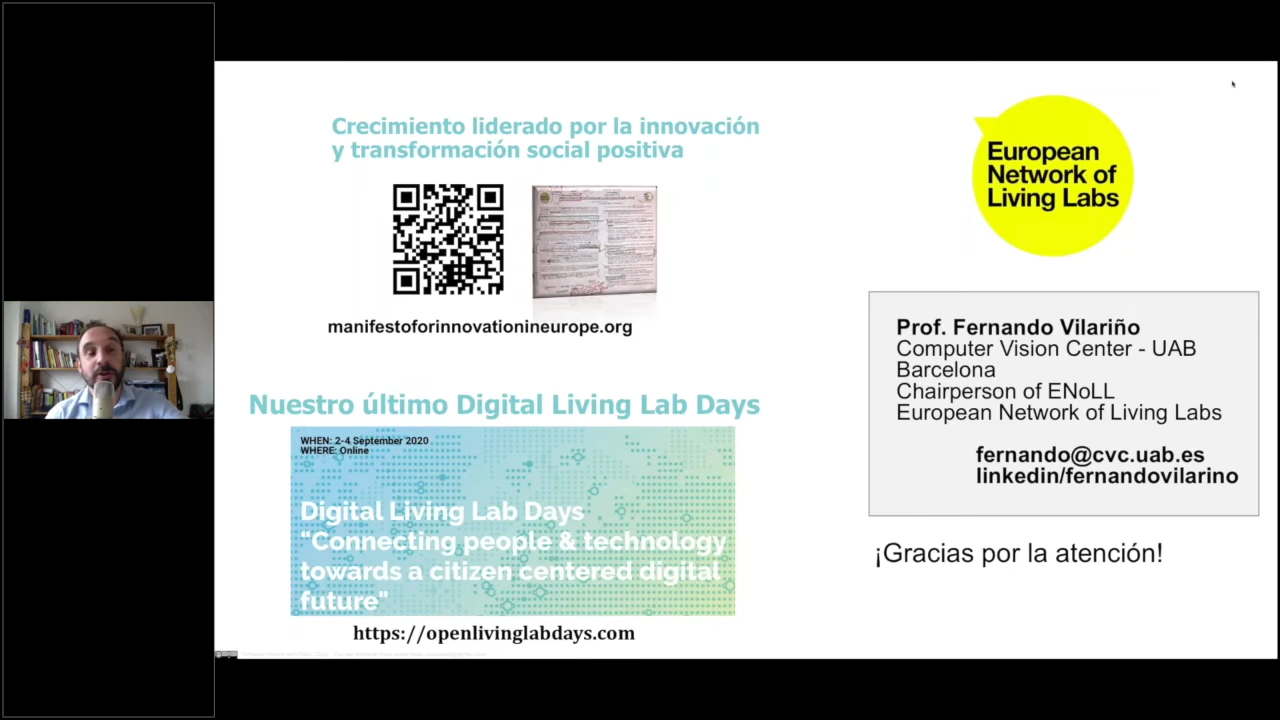 Crecimiento liderado por la innovación
y transformación social positiva
manifestoforinnovationineurope.org
Nuestro último Digital Living Lab Days
WHEN: 2-4 September 2020
WHERE: Online
Digital Living Lab Days
"Connecting people & technology
towards a citizen centered digital
future"
https://openlivinglabdays.com
European
Network of
Living Labs
Prof. Fernando Vilariño
Computer Vision Center - UAB
Barcelona
Chairperson of ENoLL
European Network of Living Labs
fernando@cvc.uab.es
linkedin/fernandovilarino
¡Gracias por la atención!